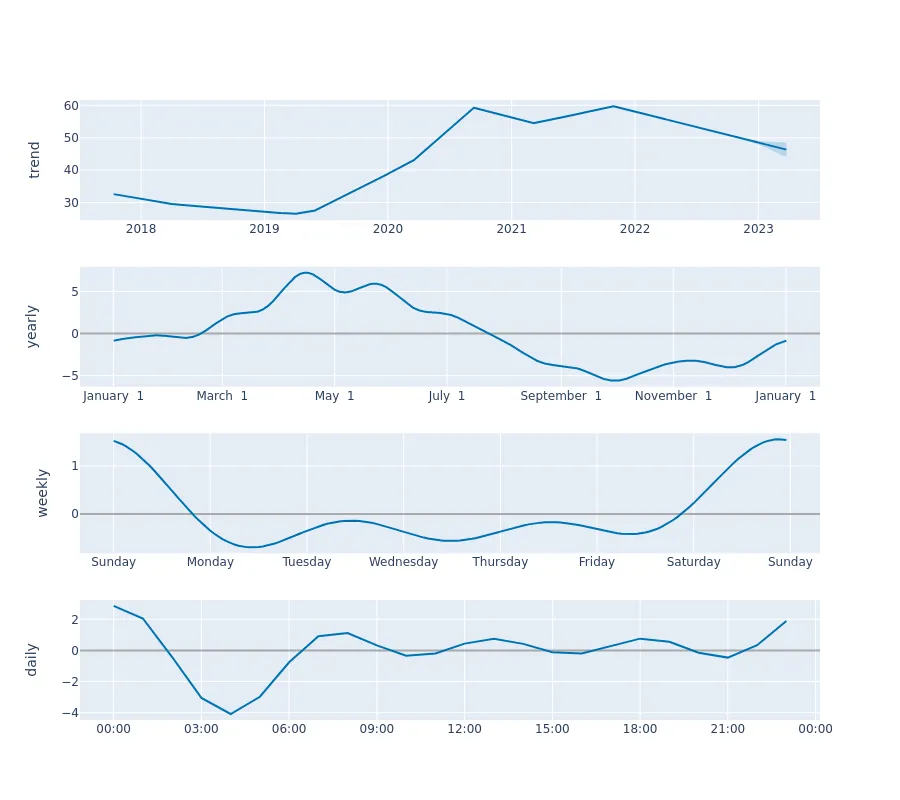 trend
60
50
40
30
2018 2019 2020 2021 2022 2023
yearly
5
0
−5
January 1 March 1 May 1 July 1 September 1 November 1 January 1
weekly
1
0
Sunday Monday Tuesday Wednesday Thursday Friday Saturday Sunday
daily
2
0
−2
−4
00:00 03:00 06:00 09:00 12:00 15:00 18:00 21:00 00:00